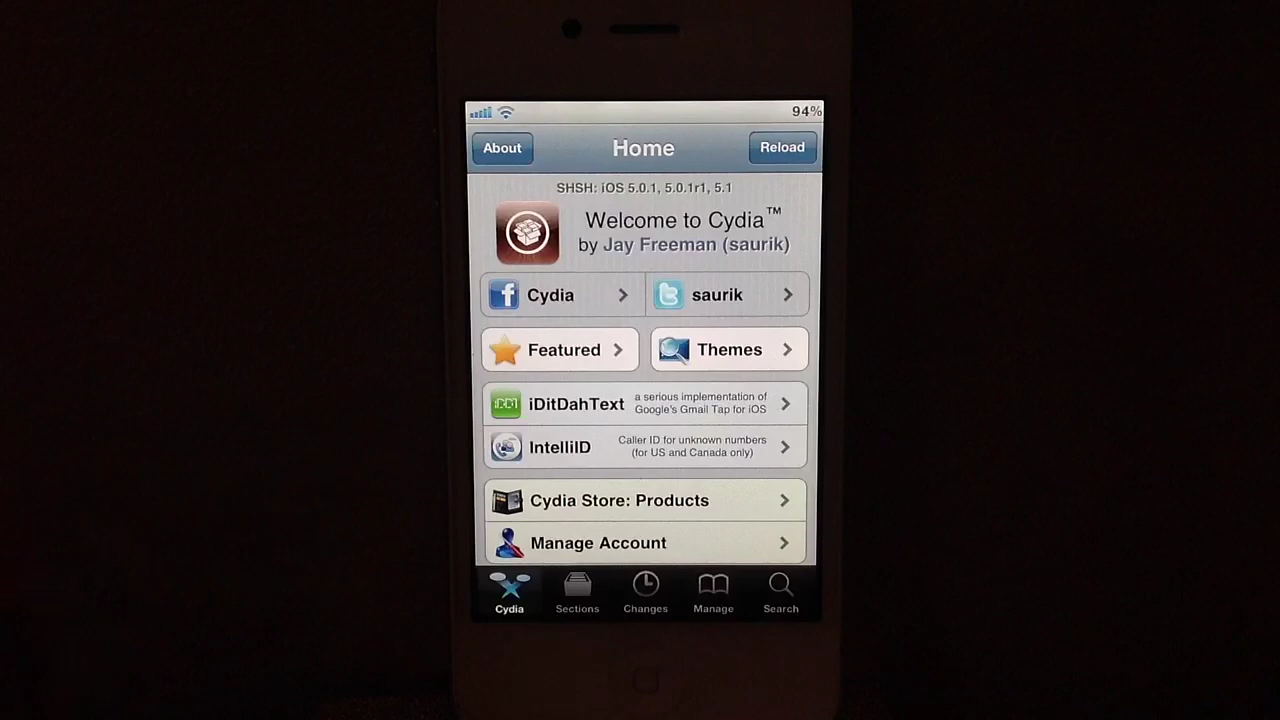 94%
About
Home
Reload
SHSH: iOS 5.0.1, 5.0.1r1, 5.1
Welcome to Cydia™
by Jay Freeman (saurik)
Cydia
saurik
Featured
Themes
iDitDahText
a serious implementation of
Google's Gmail Tap for iOS
IntelliID
Caller ID for unknown numbers
(for US and Canada only)
Cydia Store: Products
Manage Account
Cydia
Sections
Changes
Manage
Search